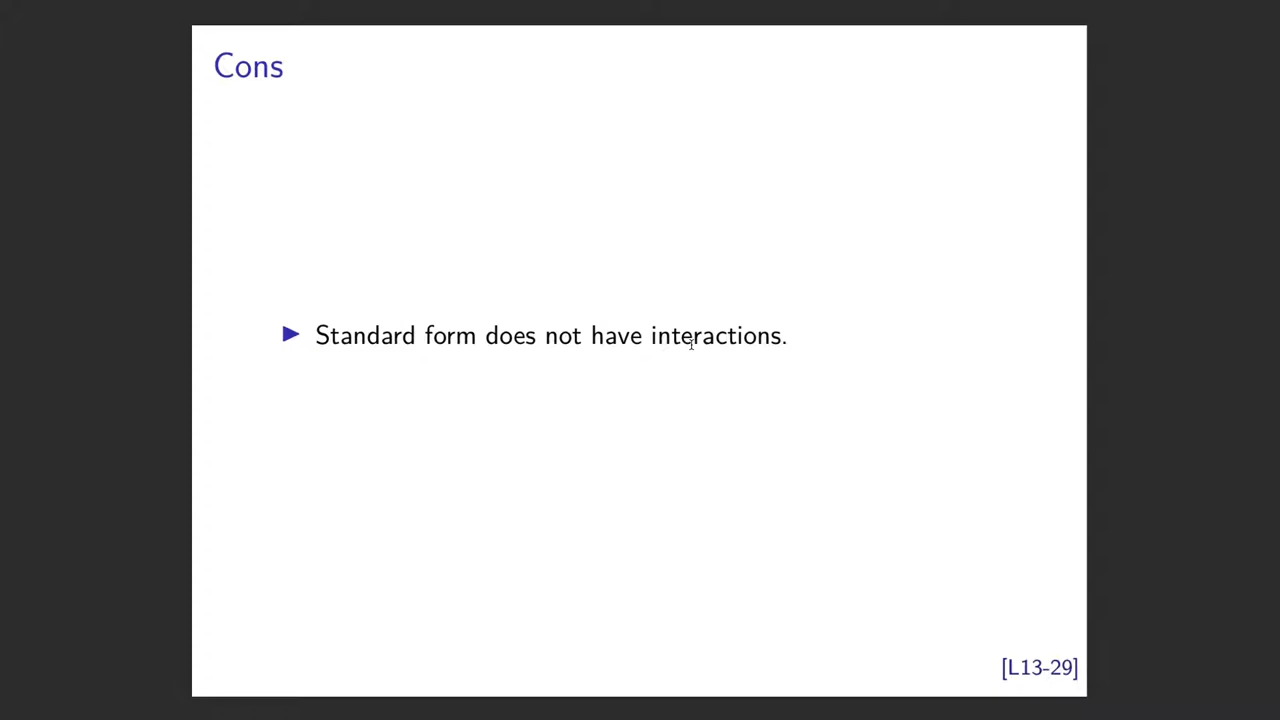 Cons
Standard form does not have interactions.
[L13-29]